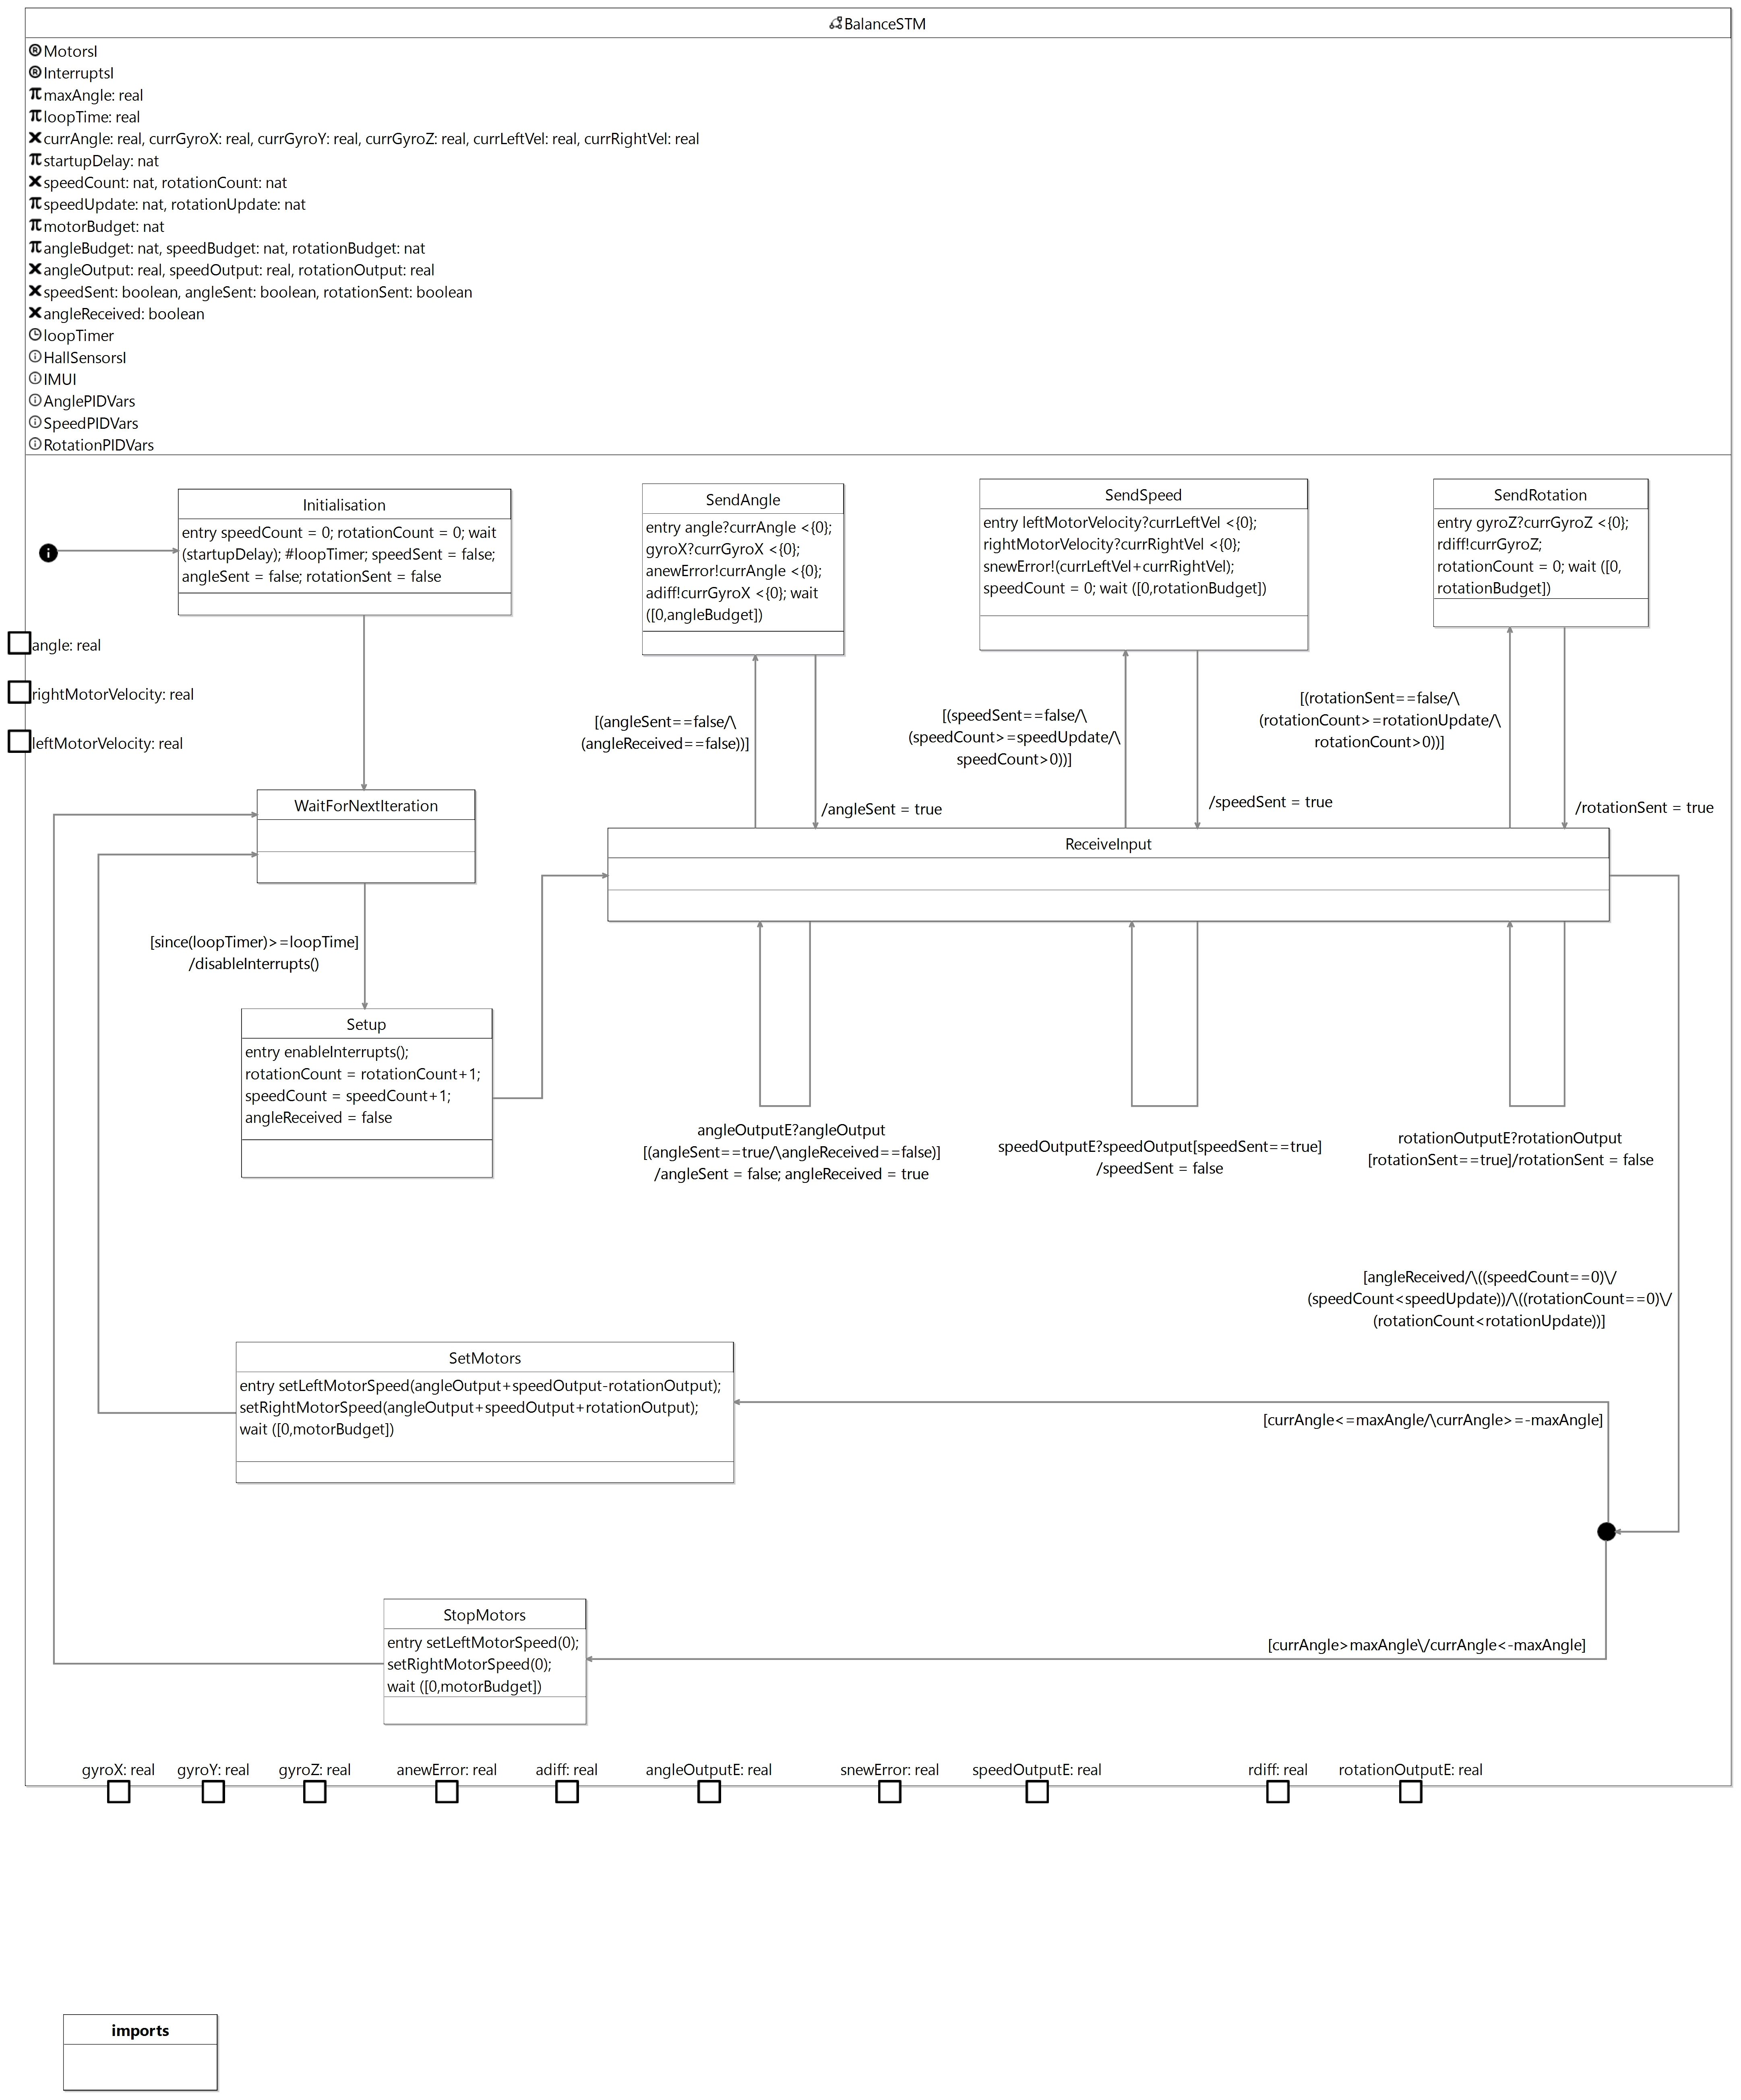 BalanceSTM
MotorsI
InterruptsI
maxAngle: real
loopTime: real
currAngle: real, currGyroX: real, currGyroY: real, currGyroZ: real, currLeftVel: real, currRightVel: real
startupDelay: nat
speedCount: nat, rotationCount: nat
speedUpdate: nat, rotationUpdate: nat
motorBudget: nat
angleBudget: nat, speedBudget: nat, rotationBudget: nat
angleOutput: real, speedOutput: real, rotationOutput: real
speedSent: boolean, angleSent: boolean, rotationSent: boolean
angleReceived: boolean
loopTimer
HallSensorsI
IMUI
AnglePIDVars
SpeedPIDVars
RotationPIDVars
Initialisation
entry speedCount = 0; rotationCount = 0; wait
(startupDelay); #loopTimer; speedSent = false;
angleSent = false; rotationSent = false
SendAngle
entry angle?currAngle <{0};
gyroX?currGyroX <{0};
anewError!currAngle <{0};
adiff!currGyroX <{0}; wait
([0,angleBudget])
SendSpeed
entry leftMotorVelocity?currLeftVel <{0};
rightMotorVelocity?currRightVel <{0};
snewError!(currLeftVel+currRightVel);
speedCount = 0; wait ([0,rotationBudget])
SendRotation
entry gyroZ?currGyroZ <{0};
rdiff!currGyroZ;
rotationCount = 0; wait ([0,
rotationBudget])
angle: real
rightMotorVelocity: real
leftMotorVelocity: real
[(angleSent==false/\
(angleReceived==false))]
/angleSent = true
[(speedSent==false/\
(speedCount>=speedUpdate/\
speedCount>0))]
/speedSent = true
[(rotationSent==false/\
(rotationCount>=rotationUpdate/\
rotationCount>0))]
/rotationSent = true
WaitForNextIteration
ReceiveInput
[since(loopTimer)>=loopTime]
/disableInterrupts()
Setup
entry enableInterrupts();
rotationCount = rotationCount+1;
speedCount = speedCount+1;
angleReceived = false
angleOutputE?angleOutput
[(angleSent==true/\angleReceived==false)]
/angleSent = false; angleReceived = true
speedOutputE?speedOutput[speedSent==true]
/speedSent = false
rotationOutputE?rotationOutput
[rotationSent==true]/rotationSent = false
[angleReceived/\((speedCount==0)\/
(speedCount<speedUpdate))/\((rotationCount==0)\/
(rotationCount<rotationUpdate))]
SetMotors
entry setLeftMotorSpeed(angleOutput+speedOutput-rotationOutput);
setRightMotorSpeed(angleOutput+speedOutput+rotationOutput);
wait ([0,motorBudget])
[currAngle<=maxAngle/\currAngle>=-maxAngle]
StopMotors
entry setLeftMotorSpeed(0);
setRightMotorSpeed(0);
wait ([0,motorBudget])
[currAngle>maxAngle\/currAngle<-maxAngle]
gyroX: real
gyroY: real
gyroZ: real
anewError: real
adiff: real
angleOutputE: real
snewError: real
speedOutputE: real
rdiff: real
rotationOutputE: real
imports